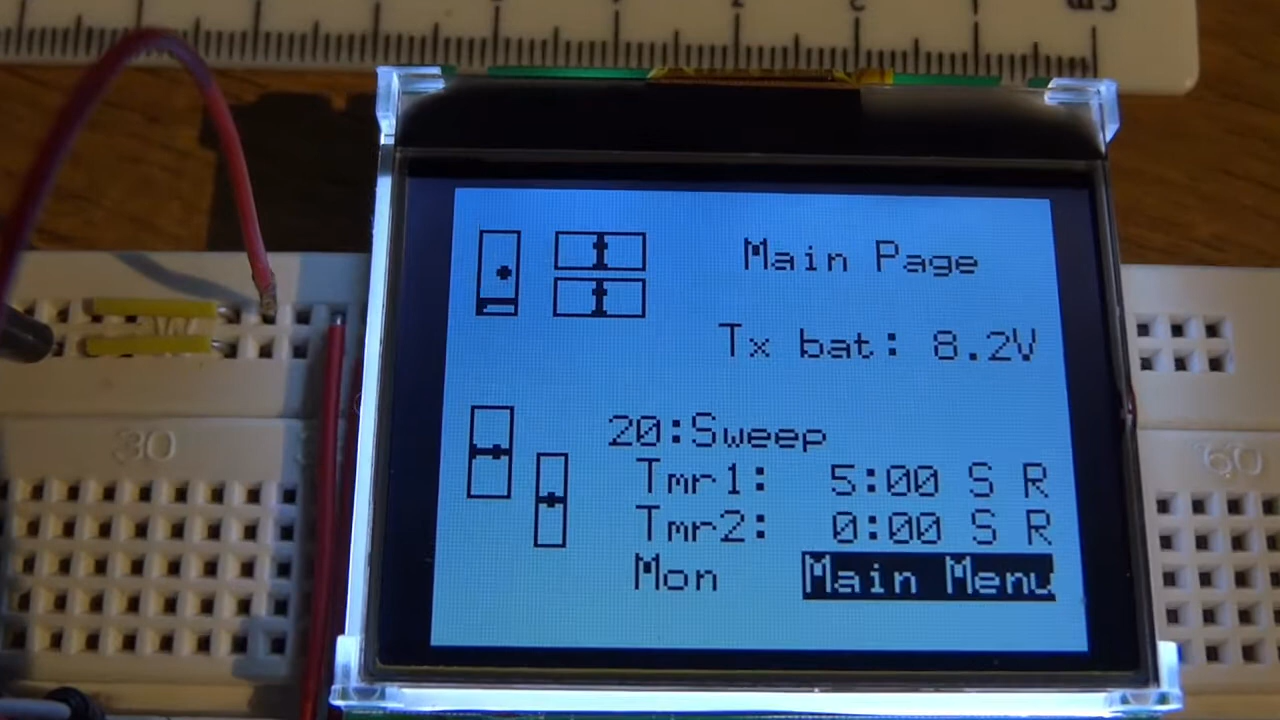 Main Page
Tx bat: 8.2V
20:Sweep
Tmr1: 5:00 S R
Tmr2: 0:00 S R
Mon Main Menu
30
60